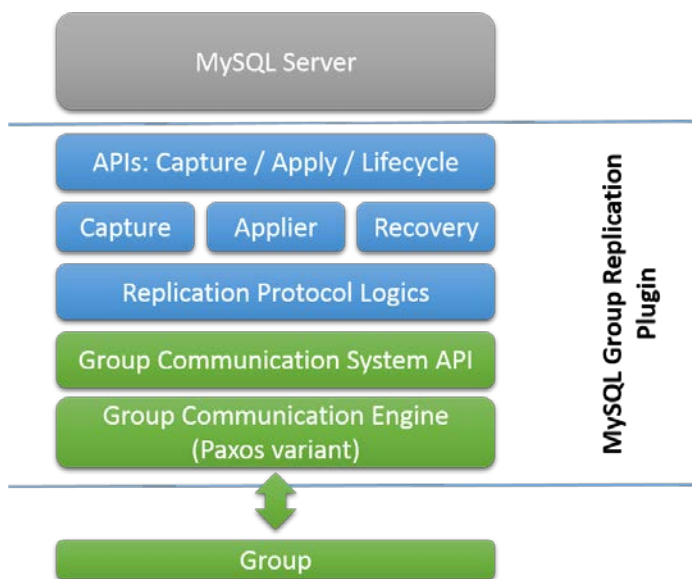 MySQL Server
APIs: Capture / Apply / Lifecycle
Capture
Applier
Recovery
Replication Protocol Logics
Group Communication System API
Group Communication Engine
(Paxos variant)
Group
MySQL Group Replication
Plugin